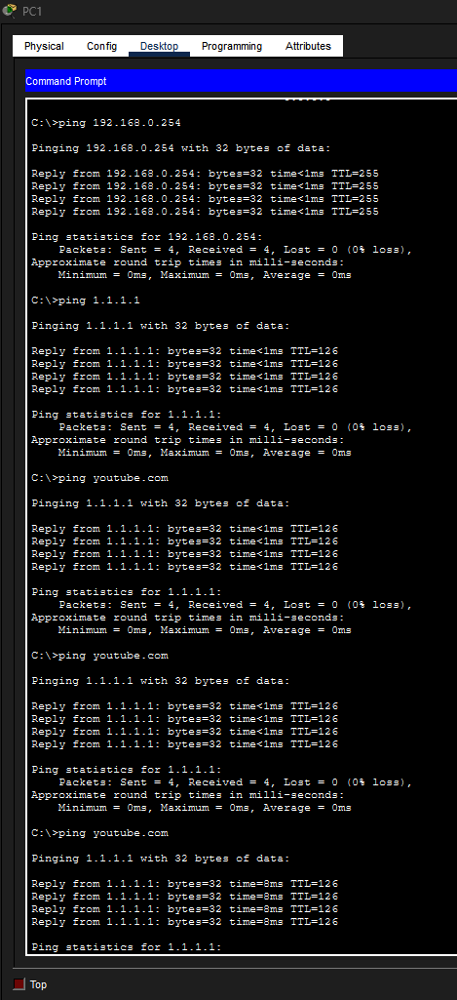 PC1
Physical Config Desktop Programming Attributes
Command Prompt
C:\>ping 192.168.0.254
Pinging 192.168.0.254 with 32 bytes of data:
Reply from 192.168.0.254: bytes=32 time<1ms TTL=255
Reply from 192.168.0.254: bytes=32 time<1ms TTL=255
Reply from 192.168.0.254: bytes=32 time<1ms TTL=255
Reply from 192.168.0.254: bytes=32 time<1ms TTL=255
Ping statistics for 192.168.0.254:
Packets: Sent = 4, Received = 4, Lost = 0 (0% loss),
Approximate round trip times in milli-seconds:
Minimum = 0ms, Maximum = 0ms, Average = 0ms
C:\>ping 1.1.1.1
Pinging 1.1.1.1 with 32 bytes of data:
Reply from 1.1.1.1: bytes=32 time<1ms TTL=126
Reply from 1.1.1.1: bytes=32 time<1ms TTL=126
Reply from 1.1.1.1: bytes=32 time<1ms TTL=126
Reply from 1.1.1.1: bytes=32 time<1ms TTL=126
Ping statistics for 1.1.1.1:
Packets: Sent = 4, Received = 4, Lost = 0 (0% loss),
Approximate round trip times in milli-seconds:
Minimum = 0ms, Maximum = 0ms, Average = 0ms
C:\>ping youtube.com
Pinging 1.1.1.1 with 32 bytes of data:
Reply from 1.1.1.1: bytes=32 time<1ms TTL=126
Reply from 1.1.1.1: bytes=32 time<1ms TTL=126
Reply from 1.1.1.1: bytes=32 time<1ms TTL=126
Reply from 1.1.1.1: bytes=32 time<1ms TTL=126
Ping statistics for 1.1.1.1:
Packets: Sent = 4, Received = 4, Lost = 0 (0% loss),
Approximate round trip times in milli-seconds:
Minimum = 0ms, Maximum = 0ms, Average = 0ms
C:\>ping youtube.com
Pinging 1.1.1.1 with 32 bytes of data:
Reply from 1.1.1.1: bytes=32 time<1ms TTL=126
Reply from 1.1.1.1: bytes=32 time<1ms TTL=126
Reply from 1.1.1.1: bytes=32 time<1ms TTL=126
Reply from 1.1.1.1: bytes=32 time<1ms TTL=126
Ping statistics for 1.1.1.1:
Packets: Sent = 4, Received = 4, Lost = 0 (0% loss),
Approximate round trip times in milli-seconds:
Minimum = 0ms, Maximum = 0ms, Average = 0ms
C:\>ping youtube.com
Pinging 1.1.1.1 with 32 bytes of data:
Reply from 1.1.1.1: bytes=32 time=8ms TTL=126
Reply from 1.1.1.1: bytes=32 time=8ms TTL=126
Reply from 1.1.1.1: bytes=32 time=8ms TTL=126
Reply from 1.1.1.1: bytes=32 time=8ms TTL=126
Ping statistics for 1.1.1.1:
Top